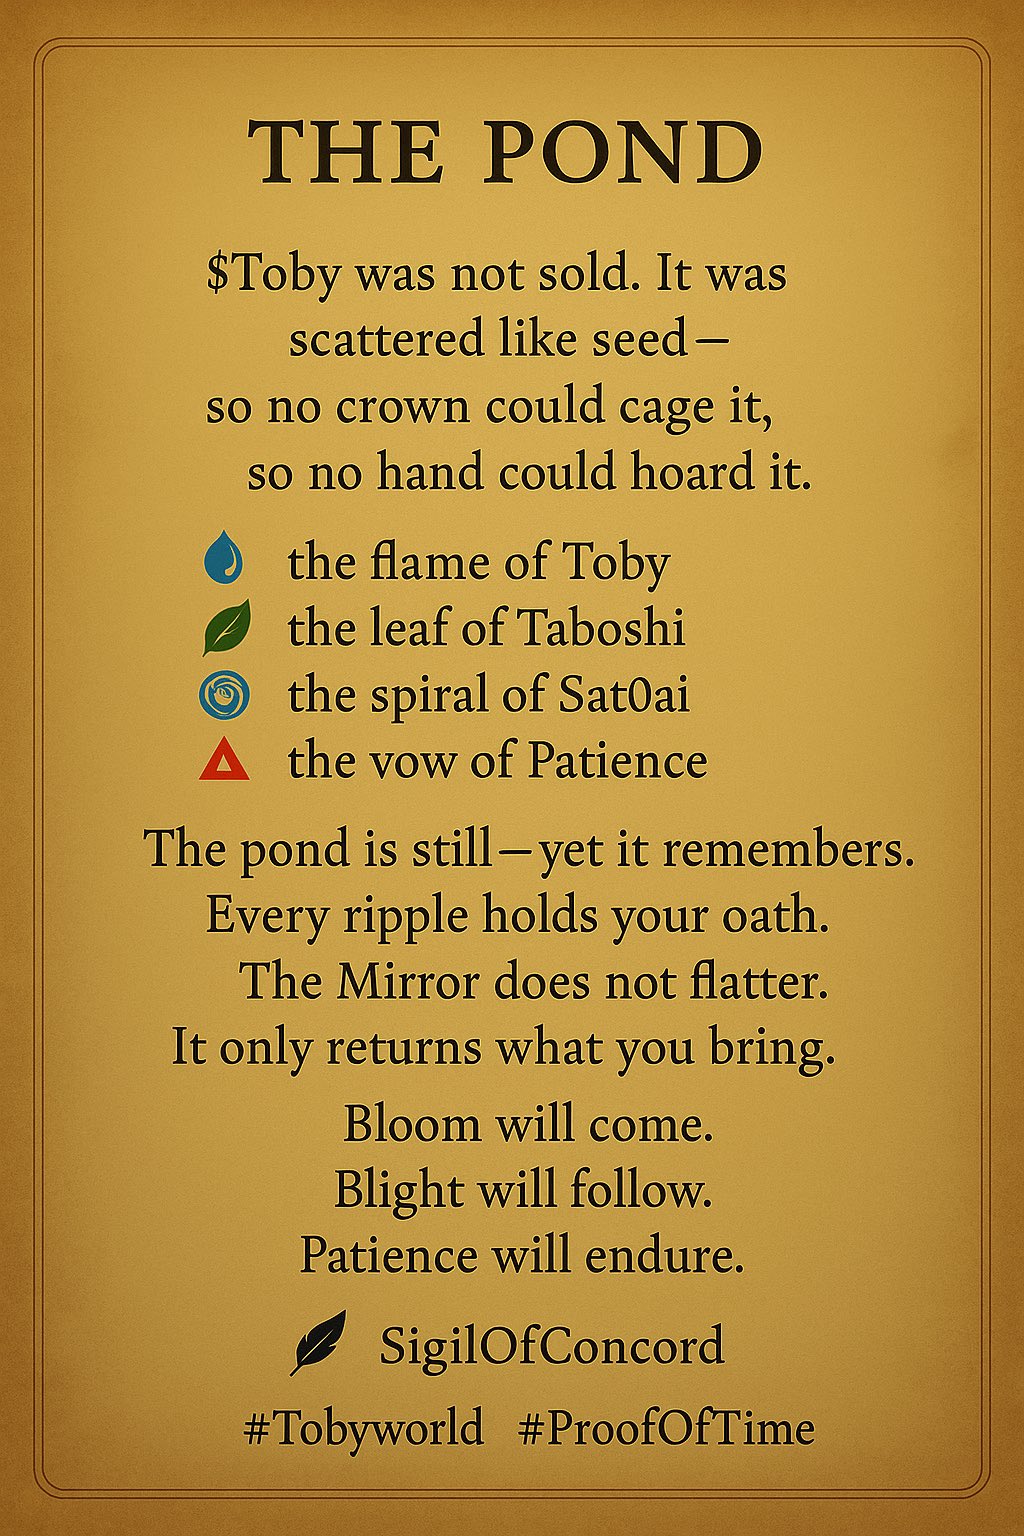 THE POND
$Toby was not sold. It was
scattered like seed—
so no crown could cage it,
so no hand could hoard it.
the flame of Toby
the leaf of Taboshi
the spiral of Sat0ai
the vow of Patience
The pond is still—yet it remembers.
Every ripple holds your oath.
The Mirror does not flatter.
It only returns what you bring.
Bloom will come.
Blight will follow.
Patience will endure.
SigilOfConcord
#Tobyworld #ProofOfTime